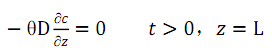 − θD ∂c/∂z = 0  t > 0， z = L